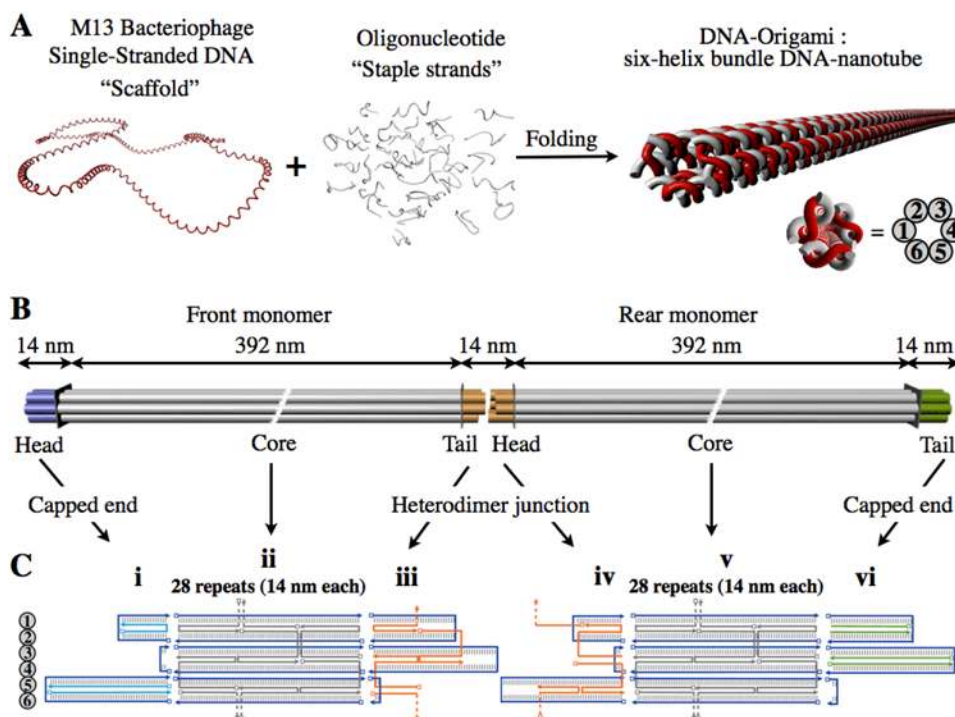 A
M13 Bacteriophage
Single-Stranded DNA
“Scaffold”
+
Oligonucleotide
“Staple strands”
Folding
DNA-Origami :
six-helix bundle DNA-nanotube
=
2 3
1 4
6 5
B
Front monomer
Rear monomer
14 nm 392 nm 14 nm 392 nm 14 nm
Head Core Tail Head Core Tail
Capped end Heterodimer junction Capped end
C
i ii iii iv v vi
28 repeats (14 nm each) 28 repeats (14 nm each)
1
2
3
4
5
6